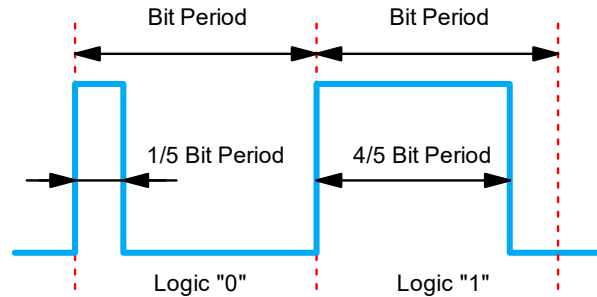 Bit Period
Bit Period
1/5 Bit Period
4/5 Bit Period
Logic "0"
Logic "1"